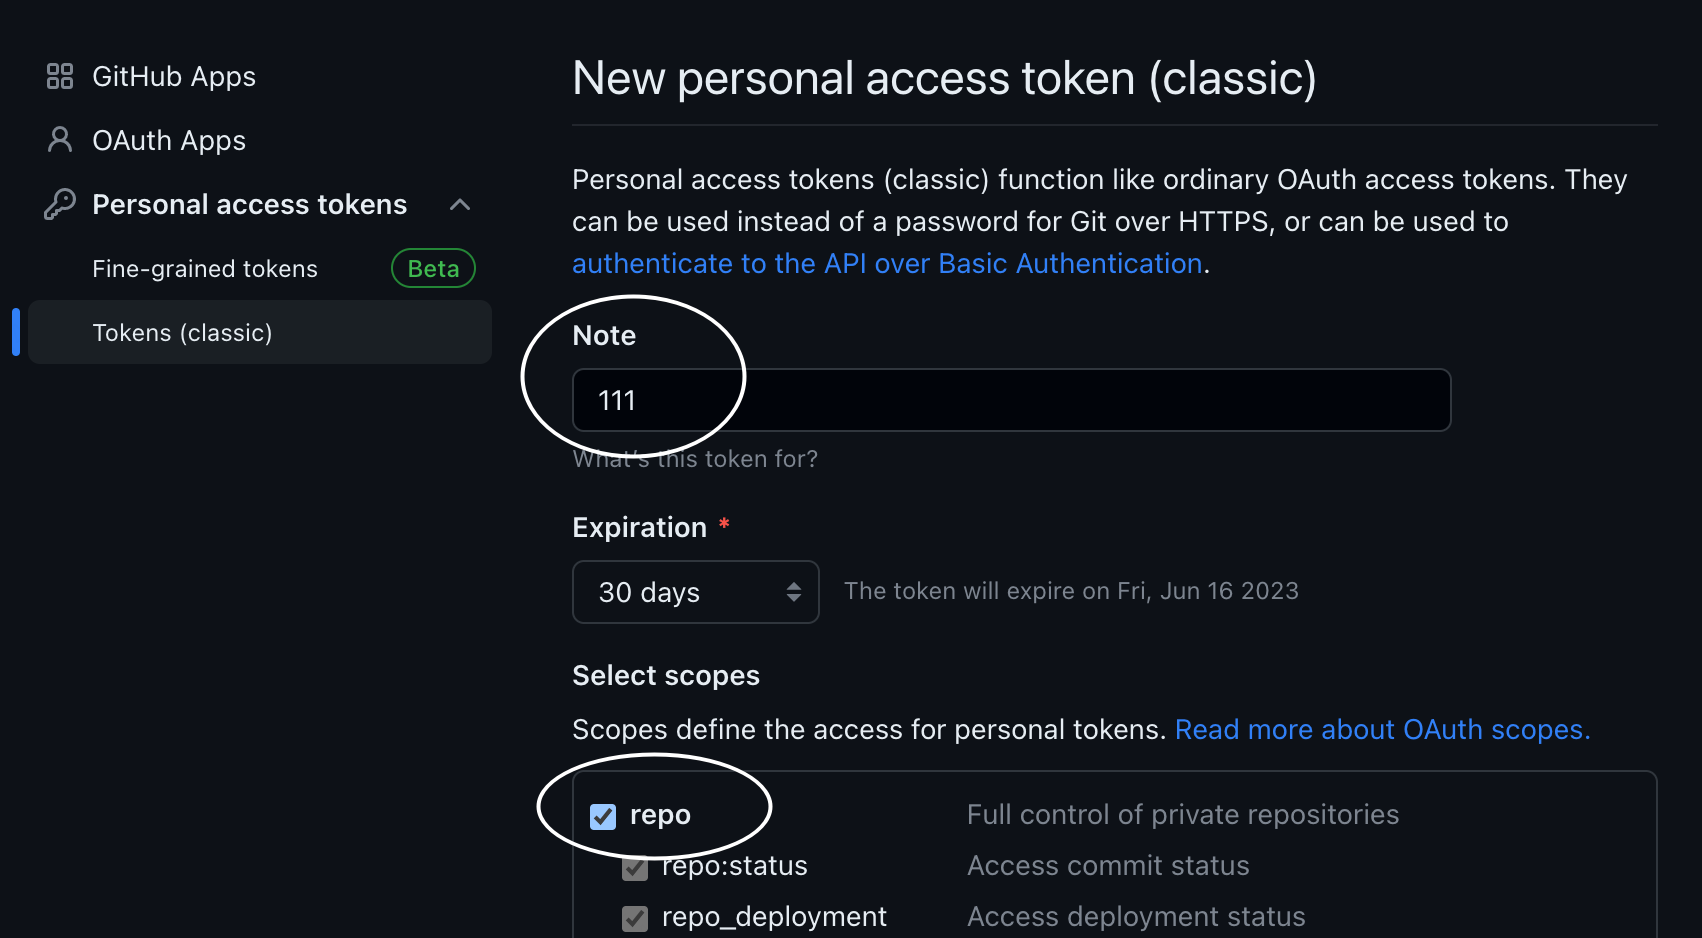 GitHub Apps
OAuth Apps
Personal access tokens
Fine-grained tokens Beta
Tokens (classic)
New personal access token (classic)
Personal access tokens (classic) function like ordinary OAuth access tokens. They
can be used instead of a password for Git over HTTPS, or can be used to
authenticate to the API over Basic Authentication.
Note
111
What's this token for?
Expiration *
30 days The token will expire on Fri, Jun 16 2023
Select scopes
Scopes define the access for personal tokens. Read more about OAuth scopes.
repo Full control of private repositories
repo:status Access commit status
repo_deployment Access deployment status